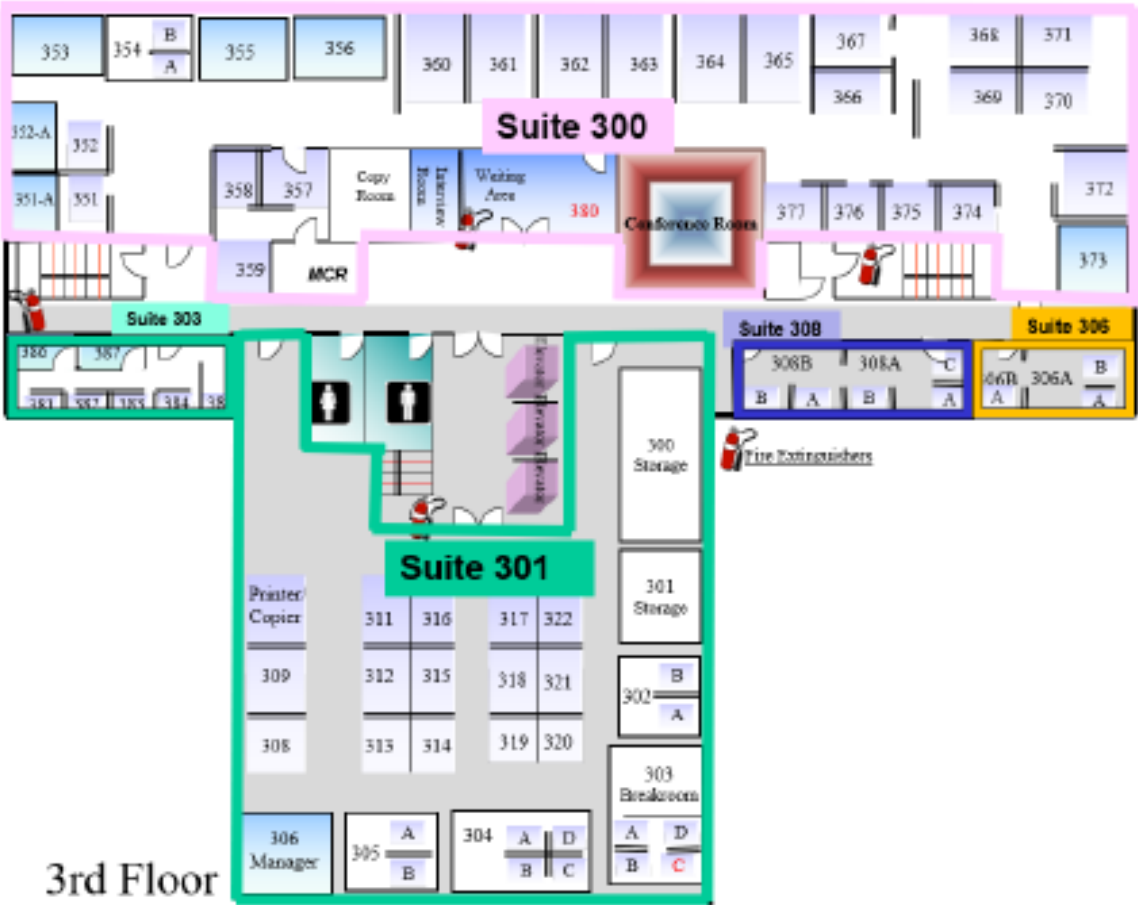 353
354
B
A
355
356
360
361
362
363
364
365
367
366
368
371
369
370
352-A
352
351-A
351
Suite 300
358
357
Copy
Room
Interview
Room
Waiting
Area
380
Conference Room
377
376
375
374
372
373
359
MCR
Suite 303
Suite 308
Suite 306
386
387
383
384
308B
308A
C
B
A
B
A
306A
B
A
A
Elevator
Elevator
Elevator
300
Storage
Fire Extinguishers
Suite 301
301
Storage
Printer/
Copier
311
316
317
322
309
312
315
318
321
302
B
A
308
313
314
319
320
303
Breakroom
A
D
B
C
306
Manager
305
A
B
304
A
D
B
C
3rd Floor